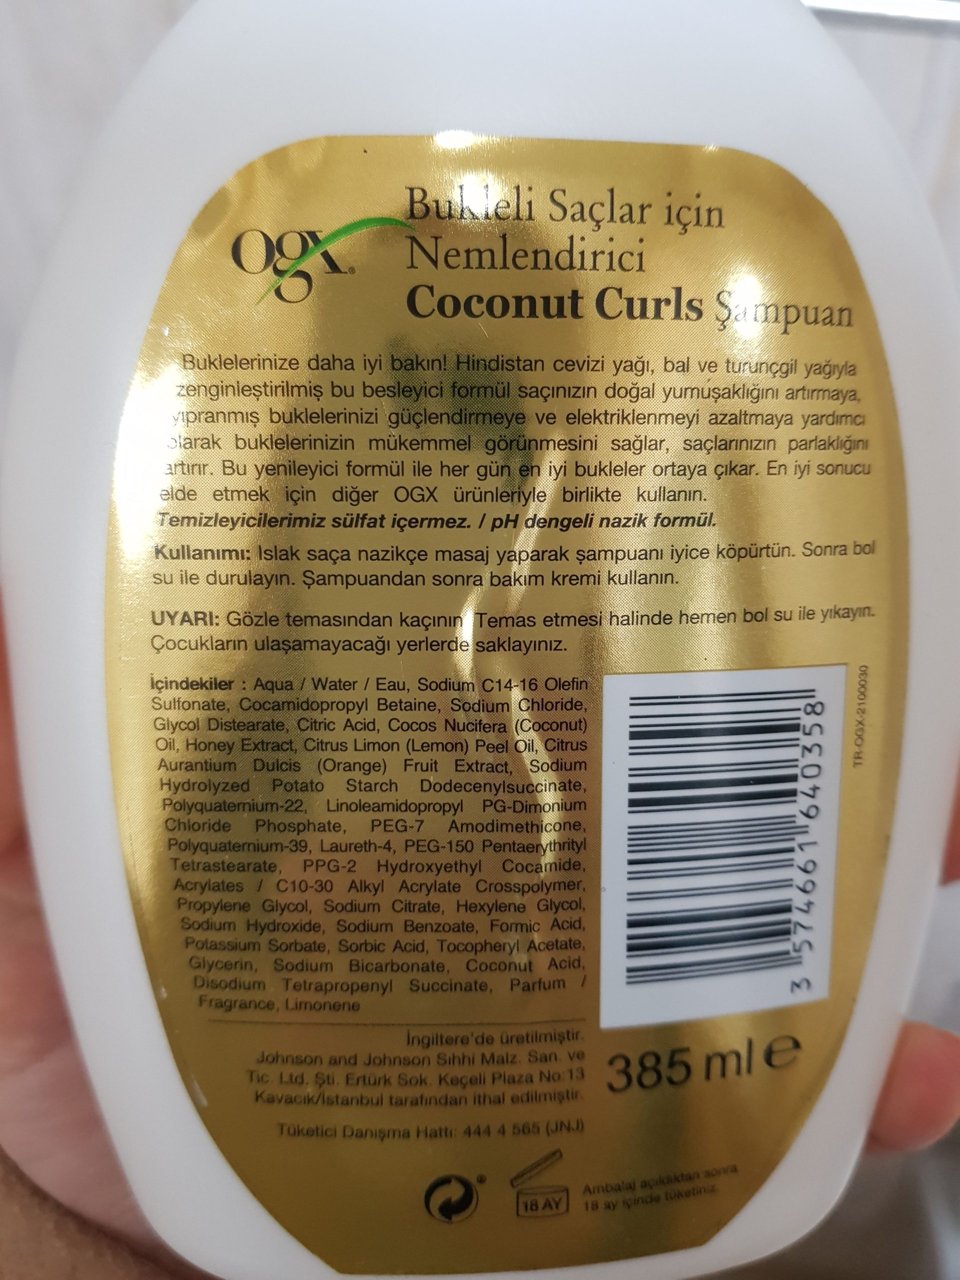 ogx®
Bukleli Saçlar için
Nemlendirici
Coconut Curls Şampuan
Buklelerinize daha iyi bakın! Hindistan cevizi yağı, bal ve turunçgil yağıyla
zenginleştirilmiş bu besleyici formül saçınızın doğal yumuşaklığını artırmaya,
yıpranmış buklelerinizi güçlendirmeye ve elektriklenmeyi azaltmaya yardımcı
olarak buklelerinizin mükemmel görünmesini sağlar, saçlarınızın parlaklığını
artırır. Bu yenileyici formül ile her gün en iyi bukleler ortaya çıkar. En iyi sonucu
elde etmek için diğer OGX ürünleriyle birlikte kullanın.
Temizleyicilerimiz sülfat içermez. / pH dengeli nazik formül.
Kullanımı: Islak saça nazikçe masaj yaparak şampuanı iyice köpürtün. Sonra bol
su ile durulayın. Şampuandan sonra bakım kremi kullanın.
UYARI: Gözle temasından kaçının. Temas etmesi halinde hemen bol su ile yıkayın.
Çocukların ulaşamayacağı yerlerde saklayınız.
İçindekiler : Aqua / Water / Eau, Sodium C14-16 Olefin
Sulfonate, Cocamidopropyl Betaine, Sodium Chloride,
Glycol Distearate, Citric Acid, Cocos Nucifera (Coconut)
Oil, Honey Extract, Citrus Limon (Lemon) Peel Oil, Citrus
Aurantium Dulcis (Orange) Fruit Extract, Sodium
Hydrolyzed Potato Starch Dodecenylsuccinate,
Polyquaternium-22, Linoleamidopropyl PG-Dimonium
Chloride Phosphate, PEG-7 Amodimethicone,
Polyquaternium-39, Laureth-4, PEG-150 Pentaerythrityl
Tetrastearate, PPG-2 Hydroxyethyl Cocamide,
Acrylates / C10-30 Alkyl Acrylate Crosspolymer,
Propylene Glycol, Sodium Citrate, Hexylene Glycol,
Sodium Hydroxide, Sodium Benzoate, Formic Acid,
Potassium Sorbate, Sorbic Acid, Tocopheryl Acetate,
Glycerin, Sodium Bicarbonate, Coconut Acid,
Disodium Tetrapropenyl Succinate, Parfum /
Fragrance, Limonene
3 574661 640358
TR-OGX-2100030
İngiltere'de üretilmiştir.
Johnson and Johnson Sıhhi Malz. San. ve
Tic. Ltd. Şti. Ertürk Sok. Keçeli Plaza No:13
Kavacık/İstanbul tarafından ithal edilmiştir.
Tüketici Danışma Hattı: 444 4 565 (JNJ)
385 ml e
18 AY
Ambalaj açıldıktan sonra
18 ay içinde tüketiniz.